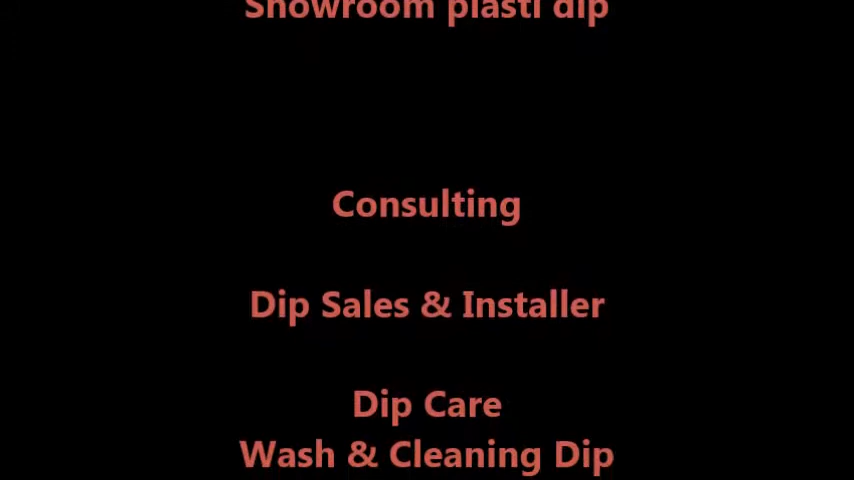 Showroom plasti dip
Consulting
Dip Sales & Installer
Dip Care
Wash & Cleaning Dip